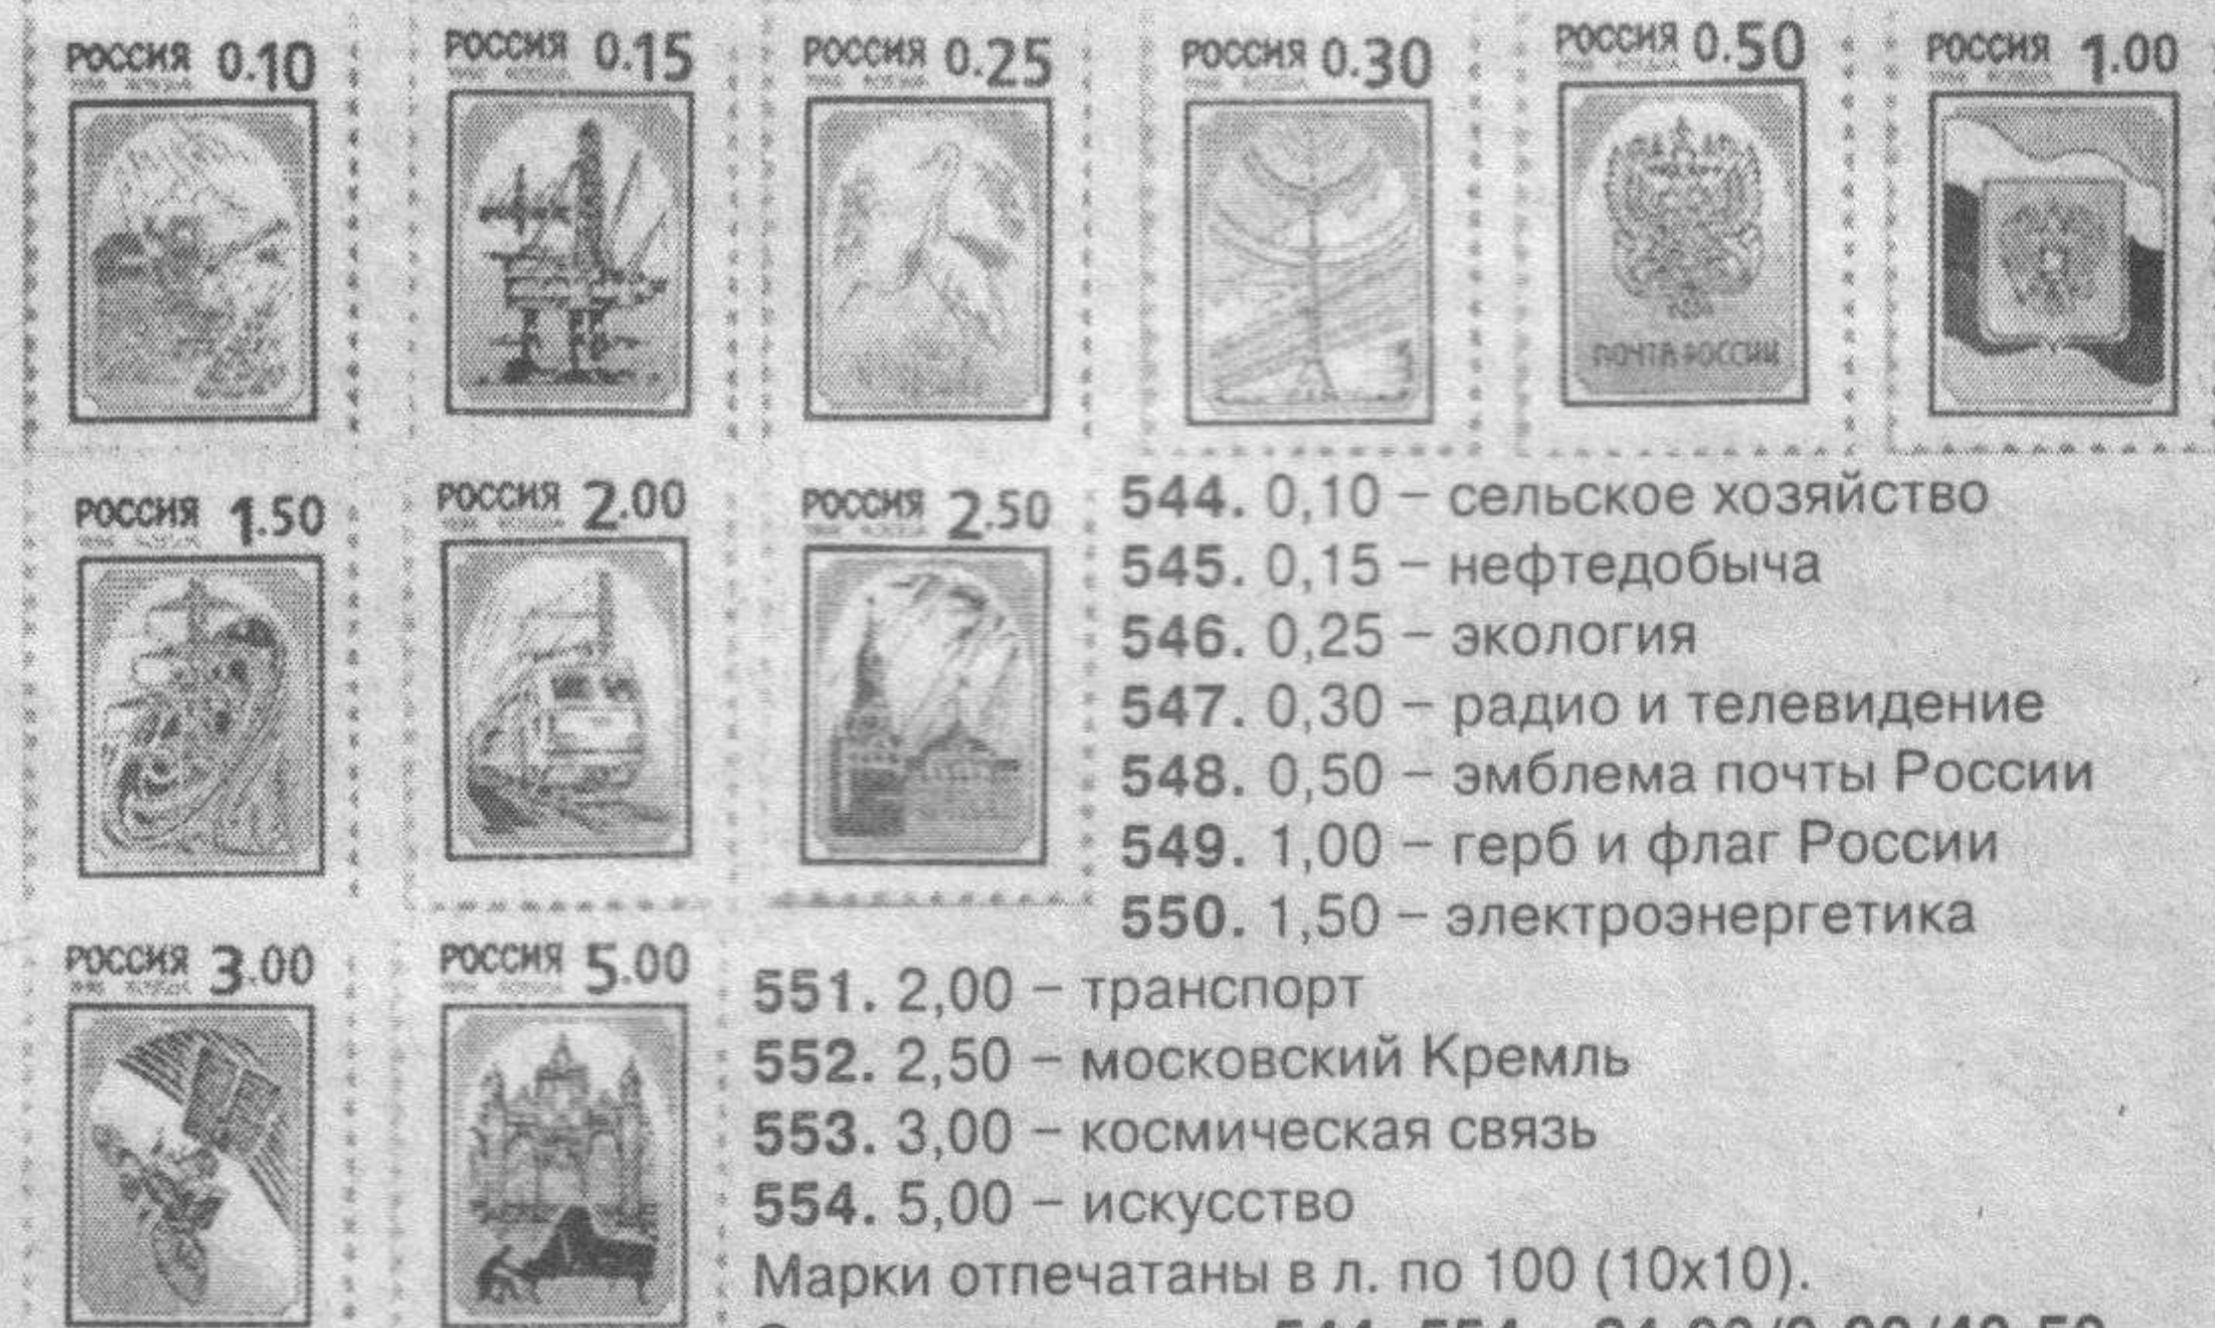 РОССИЯ 0.10
РОССИЯ 0.15
РОССИЯ 0.25
РОССИЯ 0.30
РОССИЯ 0.50
ПОЧТА РОССИИ
РОССИЯ 1.00
РОССИЯ 1.50
РОССИЯ 2.00
РОССИЯ 2.50
544. 0,10 – сельское хозяйство
545. 0,15 – нефтедобыча
546. 0,25 – экология
547. 0,30 – радио и телевидение
548. 0,50 – эмблема почты России
549. 1,00 – герб и флаг России
550. 1,50 – электроэнергетика
РОССИЯ 3.00
РОССИЯ 5.00
551. 2,00 – транспорт
552. 2,50 – московский Кремль
553. 3,00 – космическая связь
554. 5,00 – искусство
Марки отпечатаны в л. по 100 (10х10).